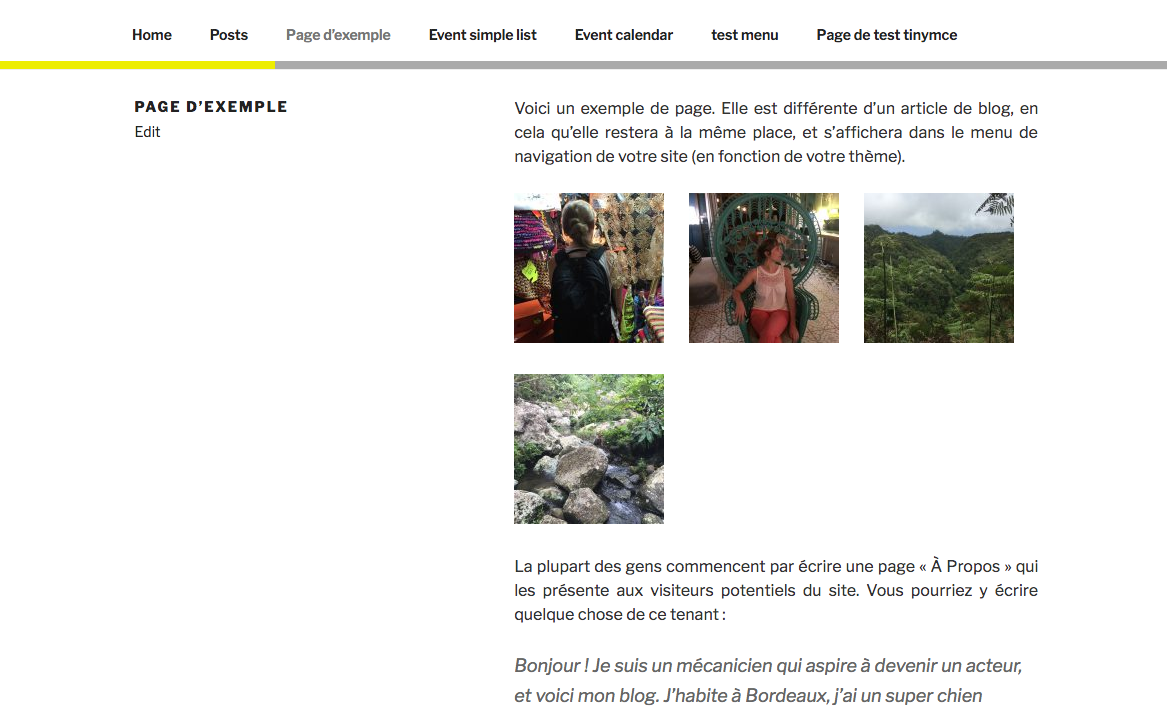 Home Posts Page d’exemple Event simple list Event calendar test menu Page de test tinymce
PAGE D’EXEMPLE
Edit
Voici un exemple de page. Elle est différente d’un article de blog, en
cela qu’elle restera à la même place, et s’affichera dans le menu de
navigation de votre site (en fonction de votre thème).
La plupart des gens commencent par écrire une page « À Propos » qui
les présente aux visiteurs potentiels du site. Vous pourriez y écrire
quelque chose de ce tenant :
Bonjour ! Je suis un mécanicien qui aspire à devenir un acteur,
et voici mon blog. J’habite à Bordeaux, j’ai un super chien